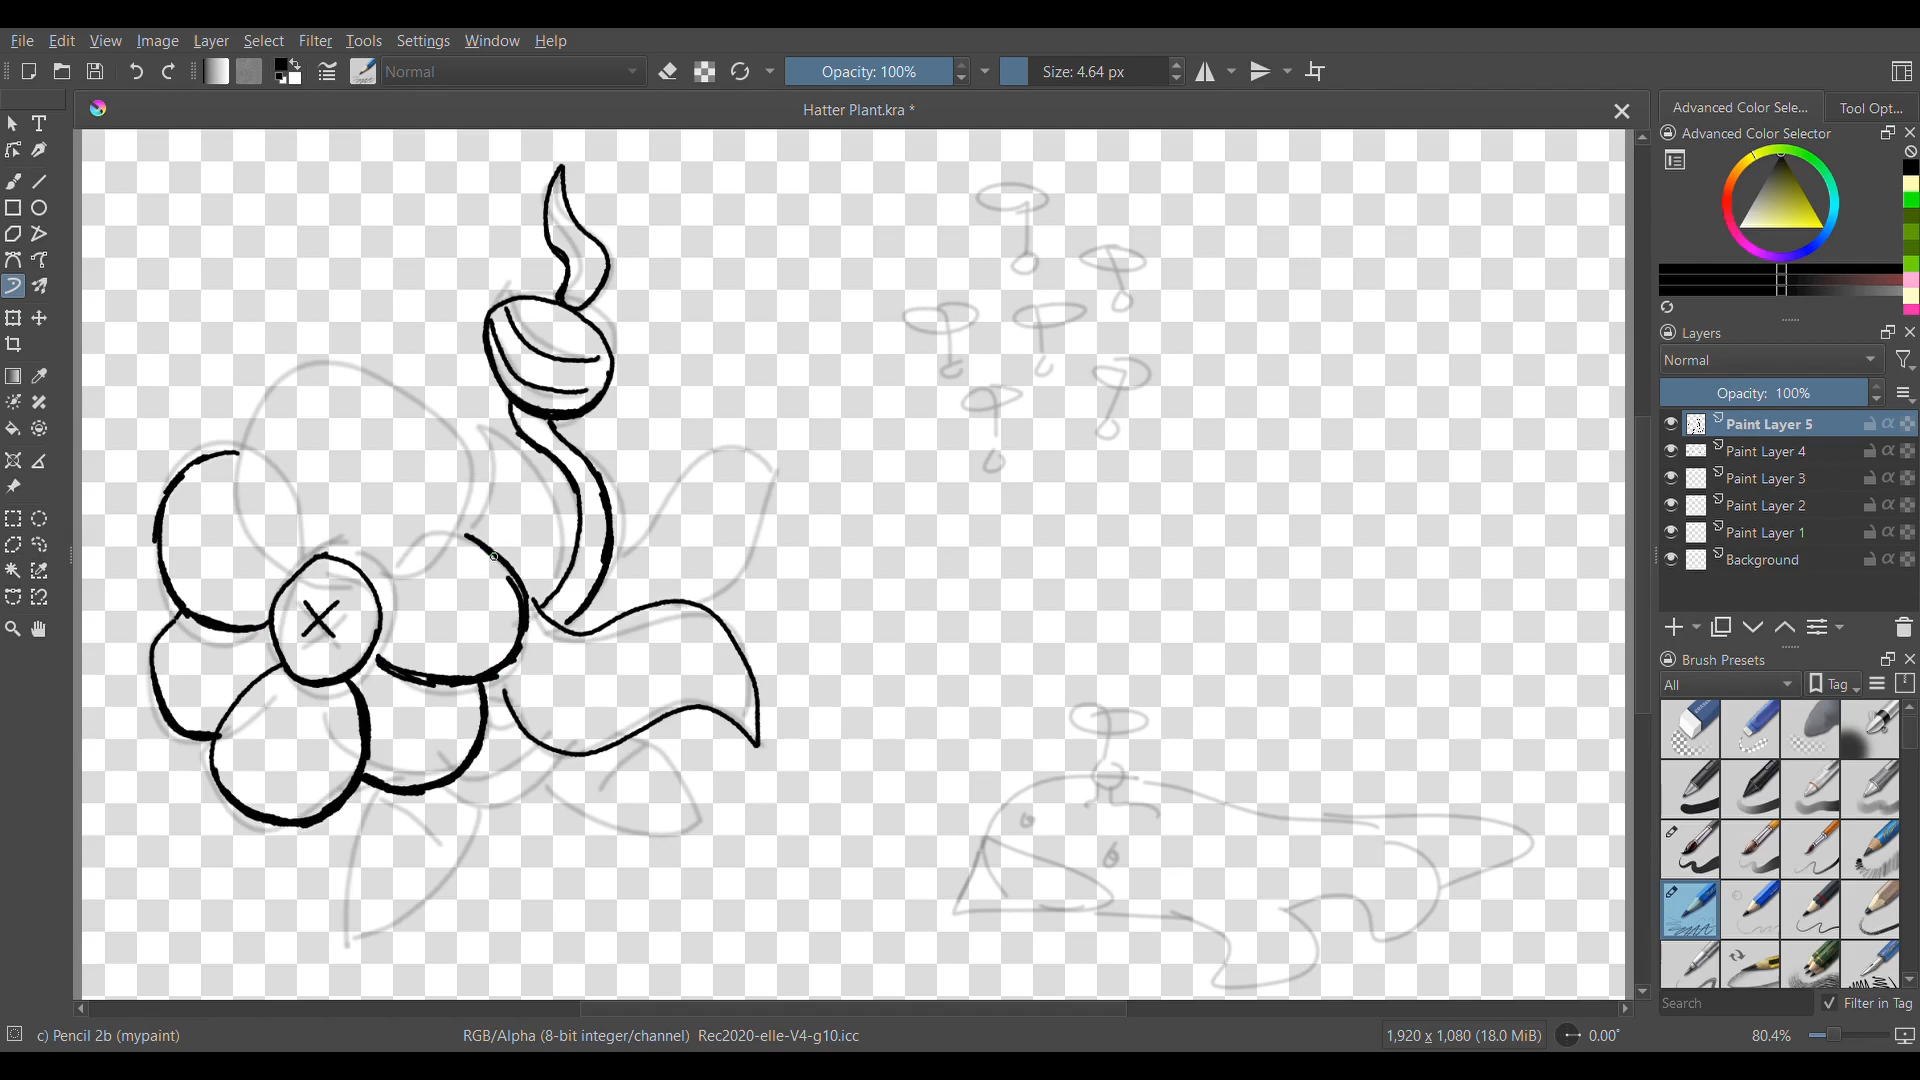 File Edit View Image Layer Select Filter Tools Settings Window Help
Normal Opacity: 100% Size: 4.64 px
Hatter Plant.kra *
Advanced Color Sele... Tool Opt...
Advanced Color Selector
Layers
Normal
Opacity: 100%
Paint Layer 5
Paint Layer 4
Paint Layer 3
Paint Layer 2
Paint Layer 1
Background
Brush Presets
All Tag
Search Filter in Tag
c) Pencil 2b (mypaint) RGB/Alpha (8-bit integer/channel) Rec2020-elle-V4-g10.icc 1,920 x 1,080 (18.0 MiB) 0.00° 80.4%